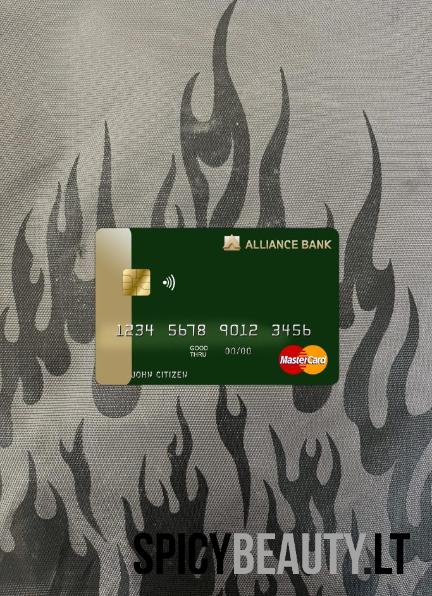 ALLIANCE BANK
1234 5678 9012 3456
GOOD
THRU
00/00
MasterCard
JOHN CITIZEN
SPICYBEAUTY.LT